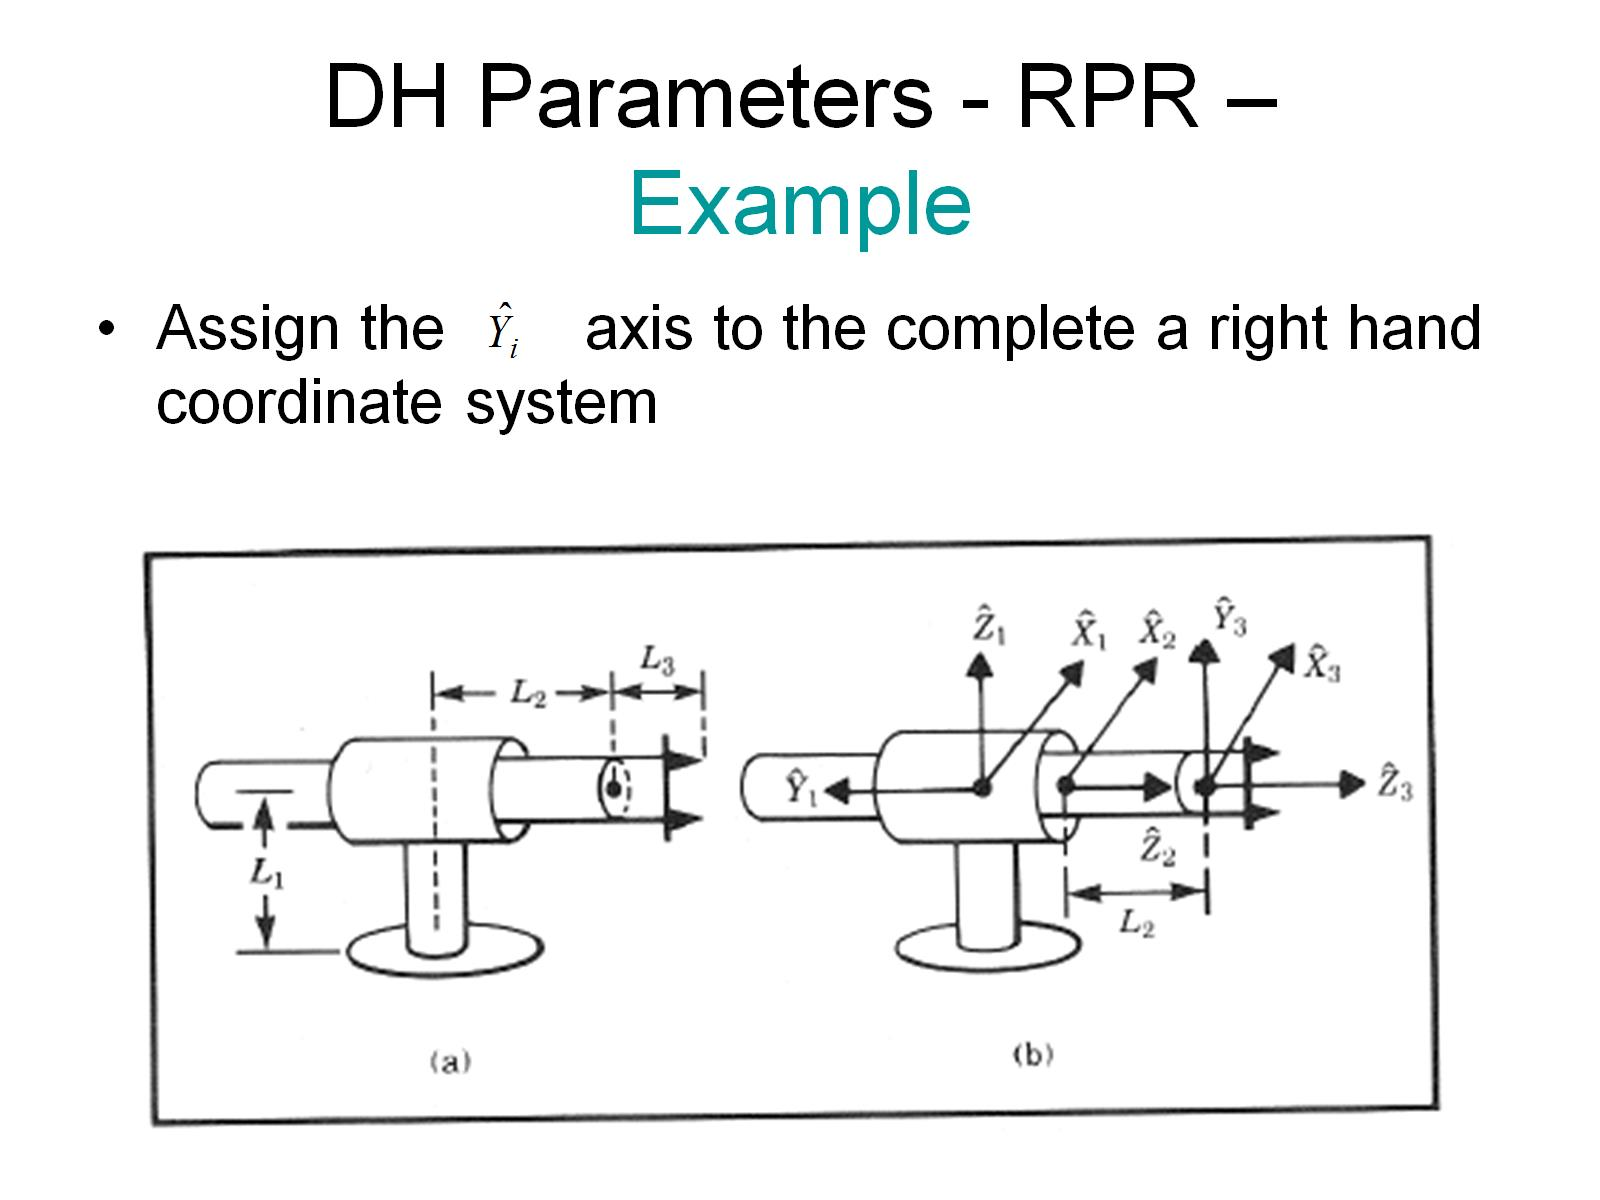 DH Parameters - RPR –
Example
• Assign the Ŷi axis to the complete a right hand
coordinate system
L3
L2
L1
(a)
Ẑ1
X̂1
X̂2
Ŷ3
X̂3
Ŷ1
Ẑ3
Ẑ2
L2
(b)